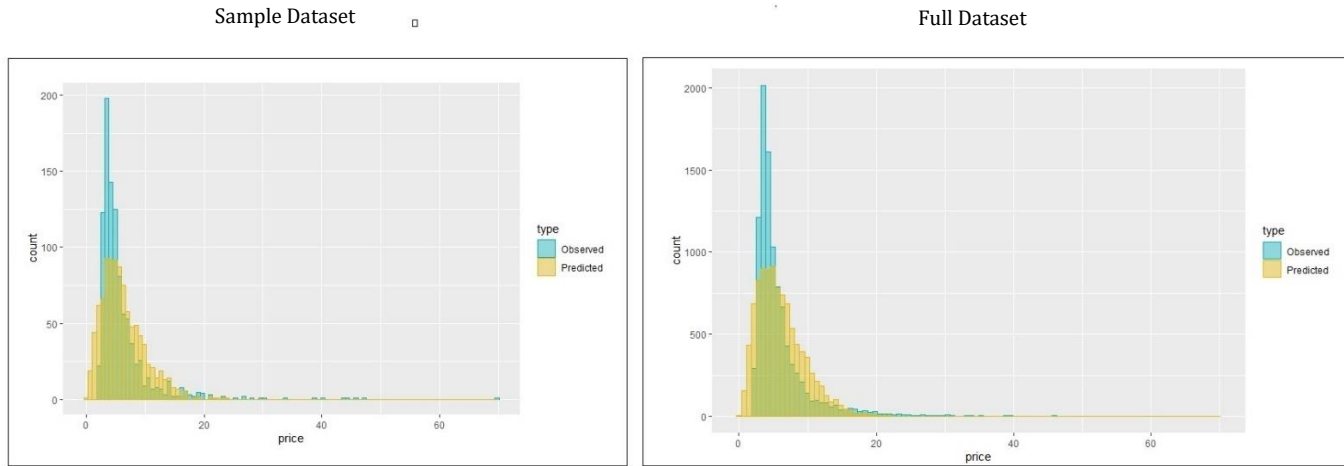 Sample Dataset
Full Dataset
200
150
100
50
0
count
0
20
40
60
price
type
Observed
Predicted
2000
1500
1000
500
0
count
0
20
40
60
price
type
Observed
Predicted